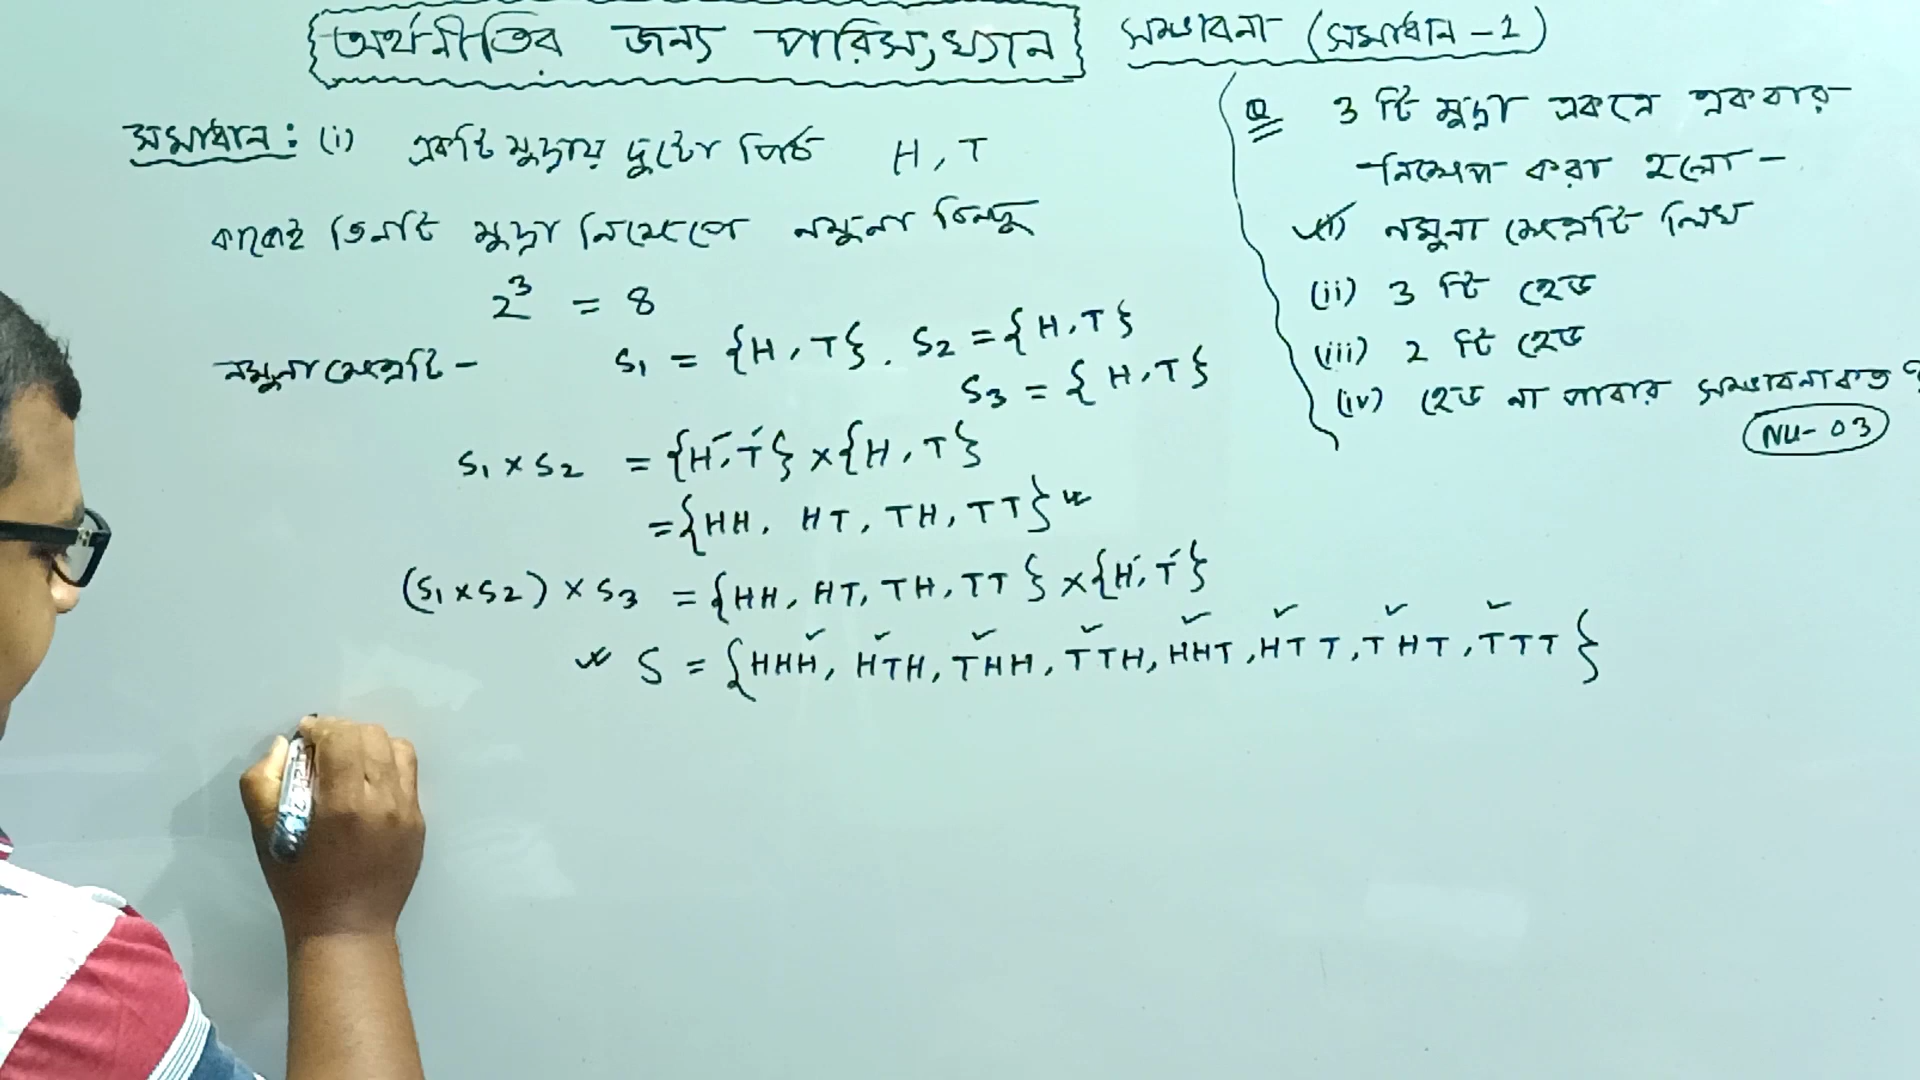 অর্থনীতির জন্য পরিসংখ্যান সম্ভাবনা (সমাধান -1)
সমাধান: (i) একটি মুদ্রায় দুটো পিঠ H, T
কাজেই তিনটি মুদ্রা নিক্ষেপে নমুনা বিন্দু
2³ = 8
নমুনা ক্ষেত্রটি - S₁ = {H, T}. S₂ = {H, T}
S₃ = {H, T}
S₁ × S₂ = {H, T} × {H, T}
= {HH, HT, TH, TT}
(S₁ × S₂) × S₃ = {HH, HT, TH, TT} × {H, T}
S = {HHH, HTH, THH, TTH, HHT, HTT, THT, TTT}
Q 3 টি মুদ্রা একত্রে একবার
নিক্ষেপ করা হলো -
(i) নমুনা ক্ষেত্রটি লিখ
(ii) 3 টি হেড
(iii) 2 টি হেড
(iv) হেড না পাবার সম্ভাবনা কত ?
NU-03